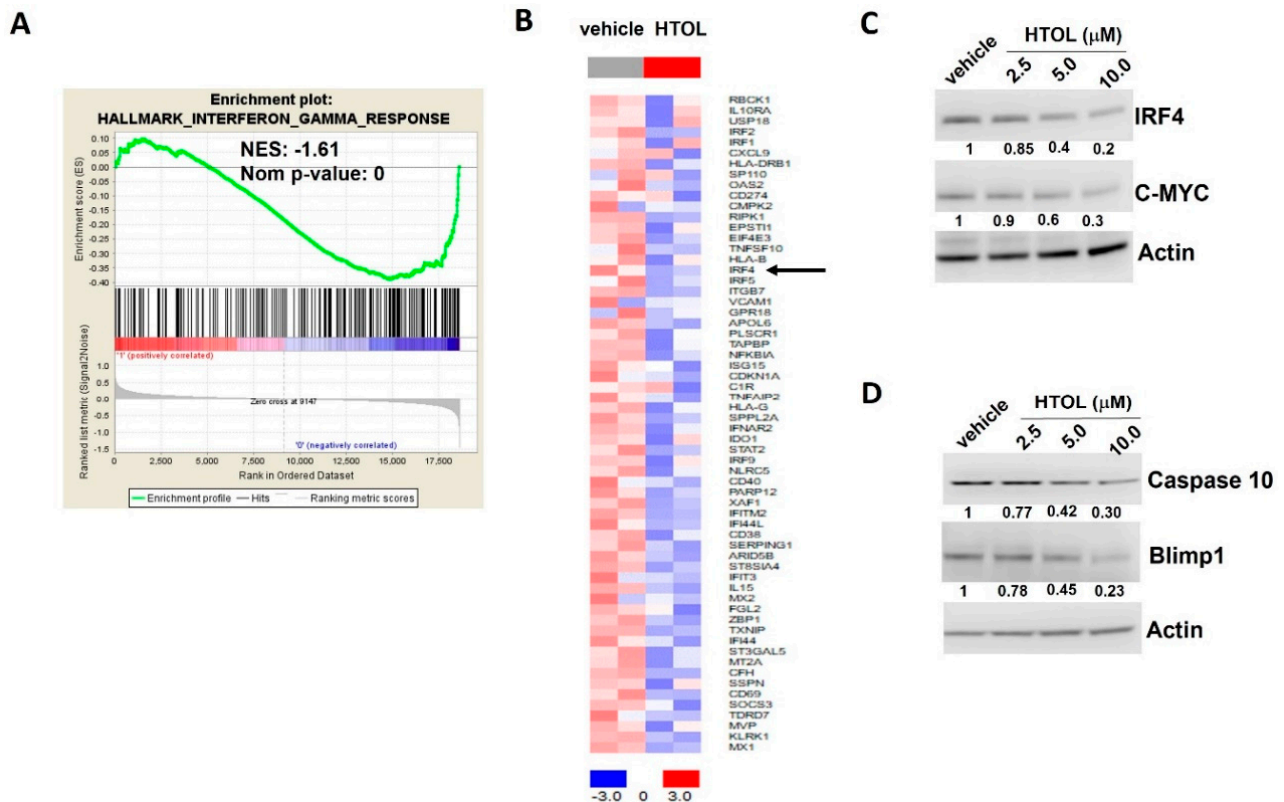 A
Enrichment plot:
HALLMARK_INTERFERON_GAMMA_RESPONSE
NES: -1.61
Nom p-value: 0
Enrichment score (ES)
0.10
0.05
0.00
-0.05
-0.10
-0.15
-0.20
-0.25
-0.30
-0.35
-0.40
'1' (positively correlated)
Ranked list metric (Signal2Noise)
1.0
0.5
0.0
-0.5
-1.0
-1.5
Zero cross at 9147
'0' (negatively correlated)
0 2,500 5,000 7,500 10,000 12,500 15,000 17,500
Rank in Ordered Dataset
Enrichment profile Hits Ranking metric scores
B
vehicle HTOL
RBCK1
IL10RA
USP18
IRF2
IRF1
CXCL9
HLA-DRB1
SP110
OAS2
CD274
CMPK2
RIPK1
EPSTI1
EIF4E3
TNFSF10
HLA-B
IRF4
IRF5
ITGB7
VCAM1
GPR18
APOL6
PLSCR1
TAPBP
NFKBIA
ISG15
CDKN1A
C1R
TNFAIP2
HLA-G
SPPL2A
IFNAR2
IDO1
STAT2
IRF9
NLRC5
CD40
PARP12
XAF1
IFITM2
IFI44L
CD38
SERPING1
ARID5B
ST8SIA4
IFIT3
IL15
MX2
FGL2
ZBP1
TXNIP
IFI44
ST3GAL5
MT2A
CFH
SSPN
CD69
SOCS3
TDRD7
MVP
KLRK1
MX1
-3.0 0 3.0
C
vehicle
HTOL (μM)
2.5 5.0 10.0
IRF4
1 0.85 0.4 0.2
C-MYC
1 0.9 0.6 0.3
Actin
D
vehicle
HTOL (μM)
2.5 5.0 10.0
Caspase 10
1 0.77 0.42 0.30
Blimp1
1 0.78 0.45 0.23
Actin